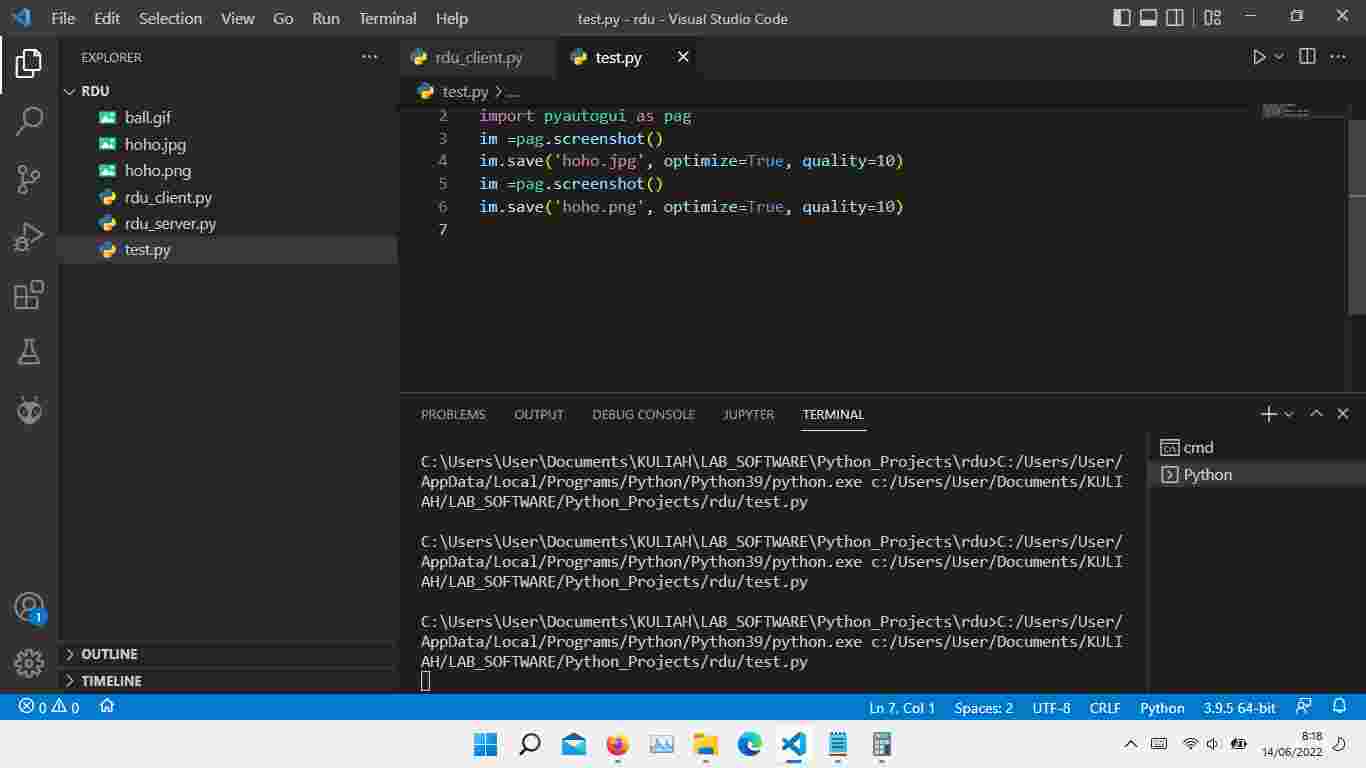 File Edit Selection View Go Run Terminal Help
test.py - rdu - Visual Studio Code
EXPLORER
RDU
ball.gif
hoho.jpg
hoho.png
rdu_client.py
rdu_server.py
test.py
OUTLINE
TIMELINE
rdu_client.py
test.py
test.py > ...
2 import pyautogui as pag
3 im =pag.screenshot()
4 im.save('hoho.jpg', optimize=True, quality=10)
5 im =pag.screenshot()
6 im.save('hoho.png', optimize=True, quality=10)
7
PROBLEMS OUTPUT DEBUG CONSOLE JUPYTER TERMINAL
C:\Users\User\Documents\KULIAH\LAB_SOFTWARE\Python_Projects\rdu>C:/Users/User/
AppData/Local/Programs/Python/Python39/python.exe c:/Users/User/Documents/KULI
AH/LAB_SOFTWARE/Python_Projects/rdu/test.py
C:\Users\User\Documents\KULIAH\LAB_SOFTWARE\Python_Projects\rdu>C:/Users/User/
AppData/Local/Programs/Python/Python39/python.exe c:/Users/User/Documents/KULI
AH/LAB_SOFTWARE/Python_Projects/rdu/test.py
C:\Users\User\Documents\KULIAH\LAB_SOFTWARE\Python_Projects\rdu>C:/Users/User/
AppData/Local/Programs/Python/Python39/python.exe c:/Users/User/Documents/KULI
AH/LAB_SOFTWARE/Python_Projects/rdu/test.py
cmd
Python
1
0 0
Ln 7, Col 1 Spaces: 2 UTF-8 CRLF Python 3.9.5 64-bit
8:18
14/06/2022